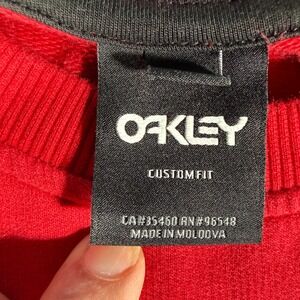 OAKLEY
CUSTOM FIT
CA#35460 RN#96548
MADE IN MOLDOVA